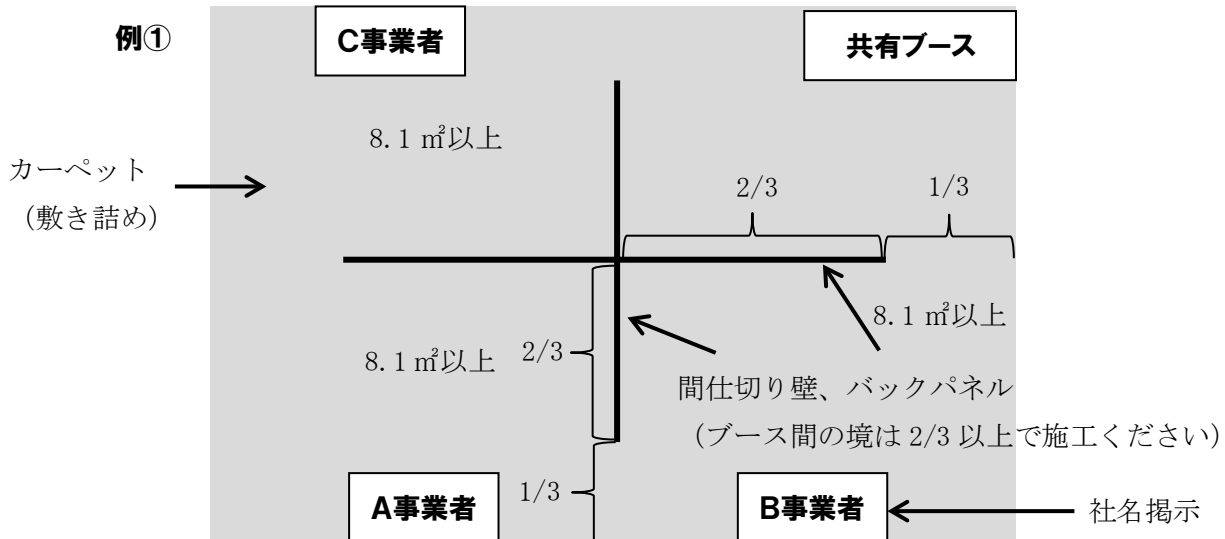 例①
C事業者
共有ブース
8.1 ㎡以上
カーペット
（敷き詰め）
2/3
1/3
8.1 ㎡以上
8.1 ㎡以上
2/3
間仕切り壁、バックパネル
（ブース間の境は 2/3 以上で施工ください）
1/3
A事業者
B事業者
社名掲示